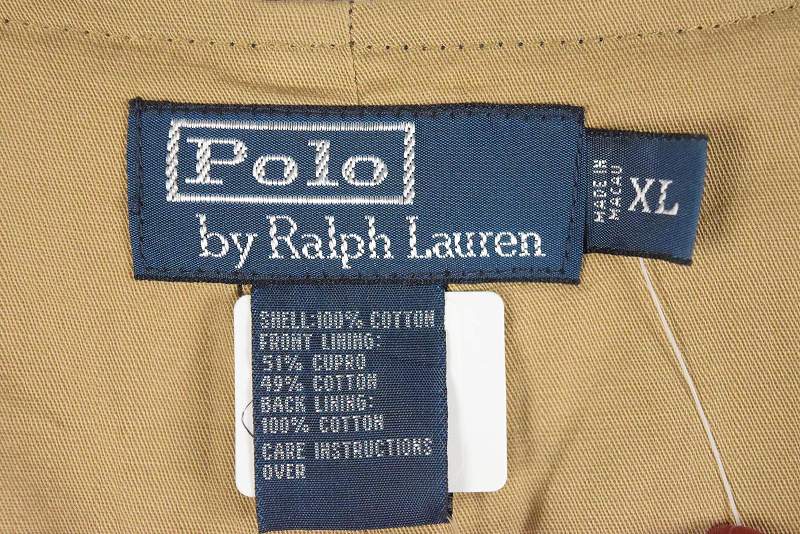 Polo
by Ralph Lauren
MADE IN
MACAU
XL
SHELL:100% COTTON
FRONT LINING:
51% CUPRO
49% COTTON
BACK LINING:
100% COTTON
CARE INSTRUCTIONS
OVER